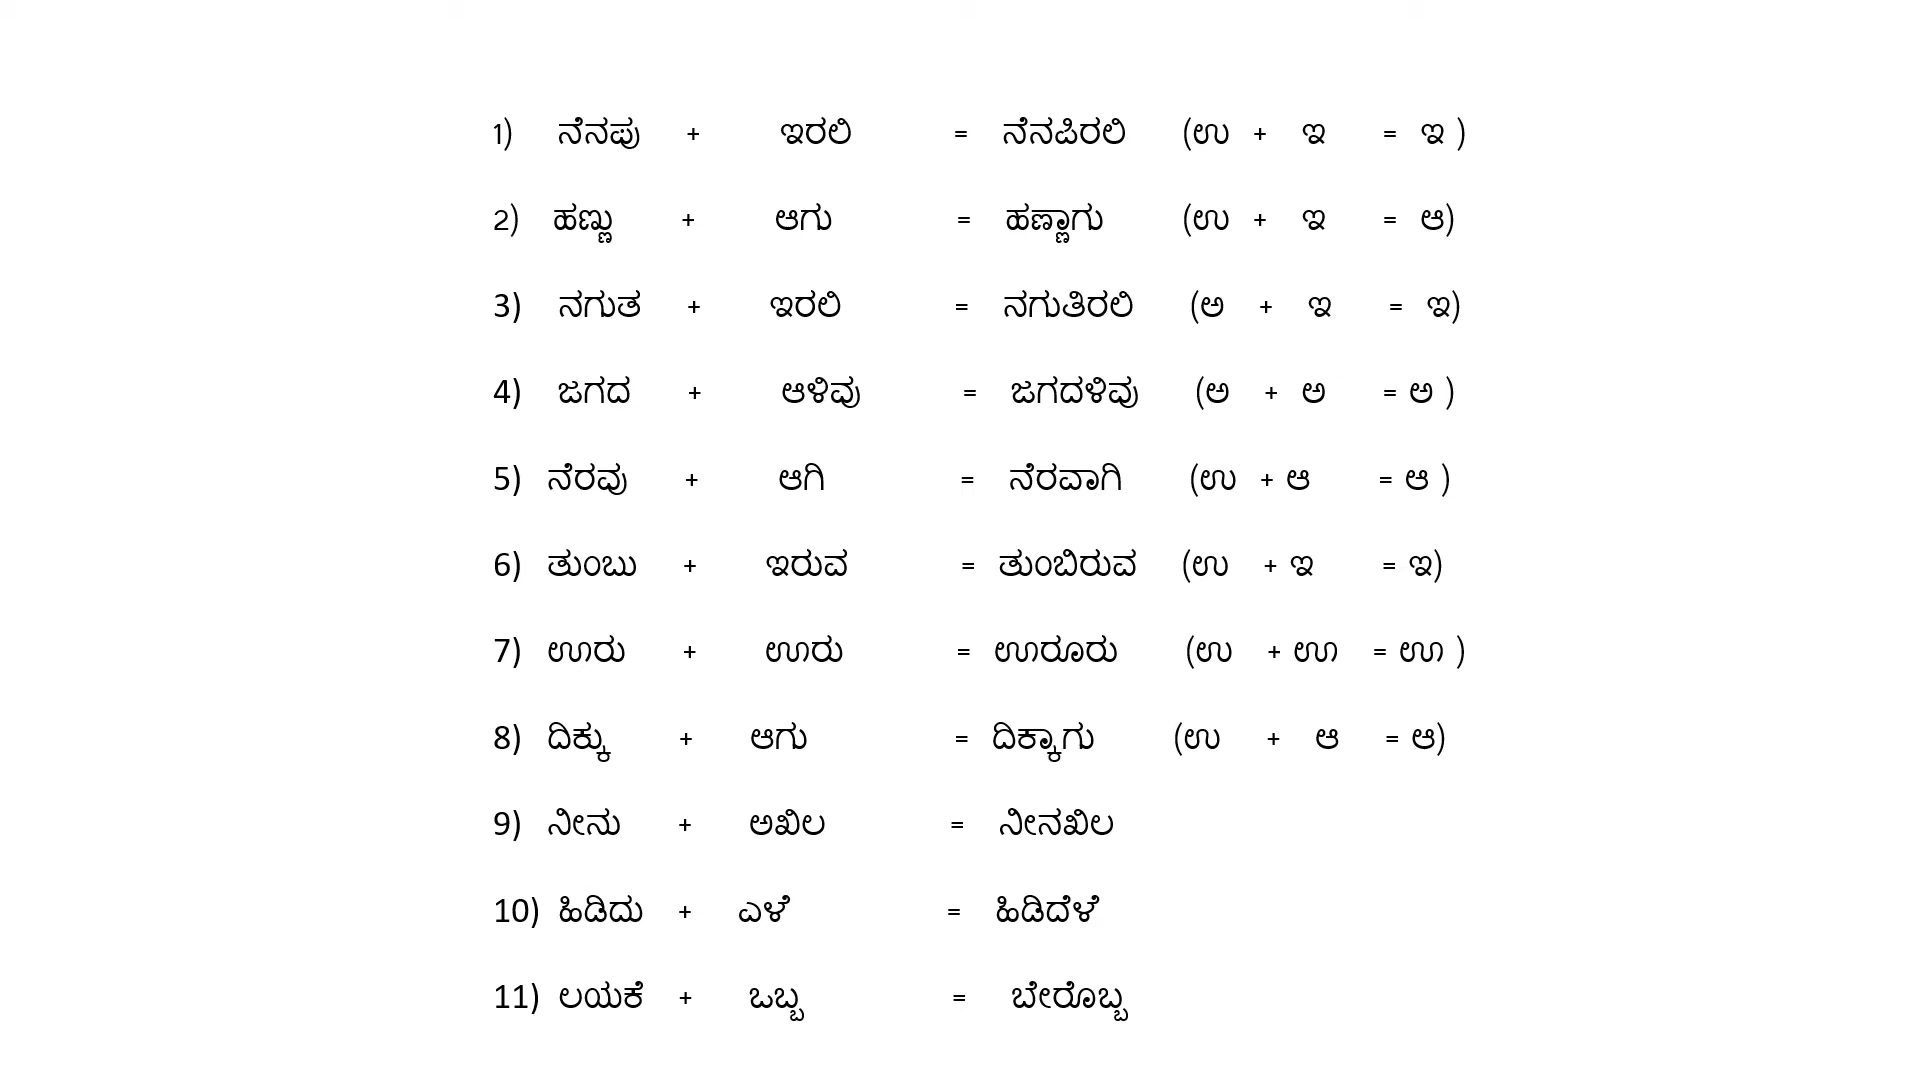 1) ನೆನಪು + ಇರಲಿ = ನೆನಪಿರಲಿ (ಉ + ಇ = ಇ )
2) ಹಣ್ಣು + ಆಗು = ಹಣ್ಣಾಗು (ಉ + ಇ = ಆ)
3) ನಗುತ + ಇರಲಿ = ನಗುತಿರಲಿ (ಅ + ಇ = ಇ)
4) ಜಗದ + ಆಳಿವು = ಜಗದಳಿವು (ಅ + ಅ = ಅ )
5) ನೆರವು + ಆಗಿ = ನೆರವಾಗಿ (ಉ + ಆ = ಆ )
6) ತುಂಬು + ಇರುವ = ತುಂಬಿರುವ (ಉ + ಇ = ಇ)
7) ಊರು + ಊರು = ಊರೂರು (ಉ + ಊ = ಊ )
8) ದಿಕ್ಕು + ಆಗು = ದಿಕ್ಕಾಗು (ಉ + ಆ = ಆ)
9) ನೀನು + ಅಖಿಲ = ನೀನಖಿಲ
10) ಹಿಡಿದು + ಎಳೆ = ಹಿಡಿದೆಳೆ
11) ಲಯಕೆ + ಒಬ್ಬ = ಬೇರೊಬ್ಬ